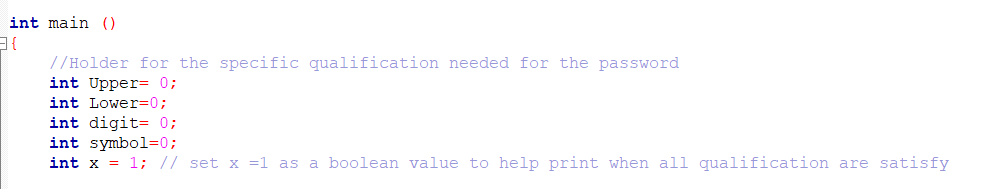 int main ()
{
//Holder for the specific qualification needed for the password
int Upper= 0;
int Lower=0;
int digit= 0;
int symbol=0;
int x = 1; // set x =1 as a boolean value to help print when all qualification are satisfy